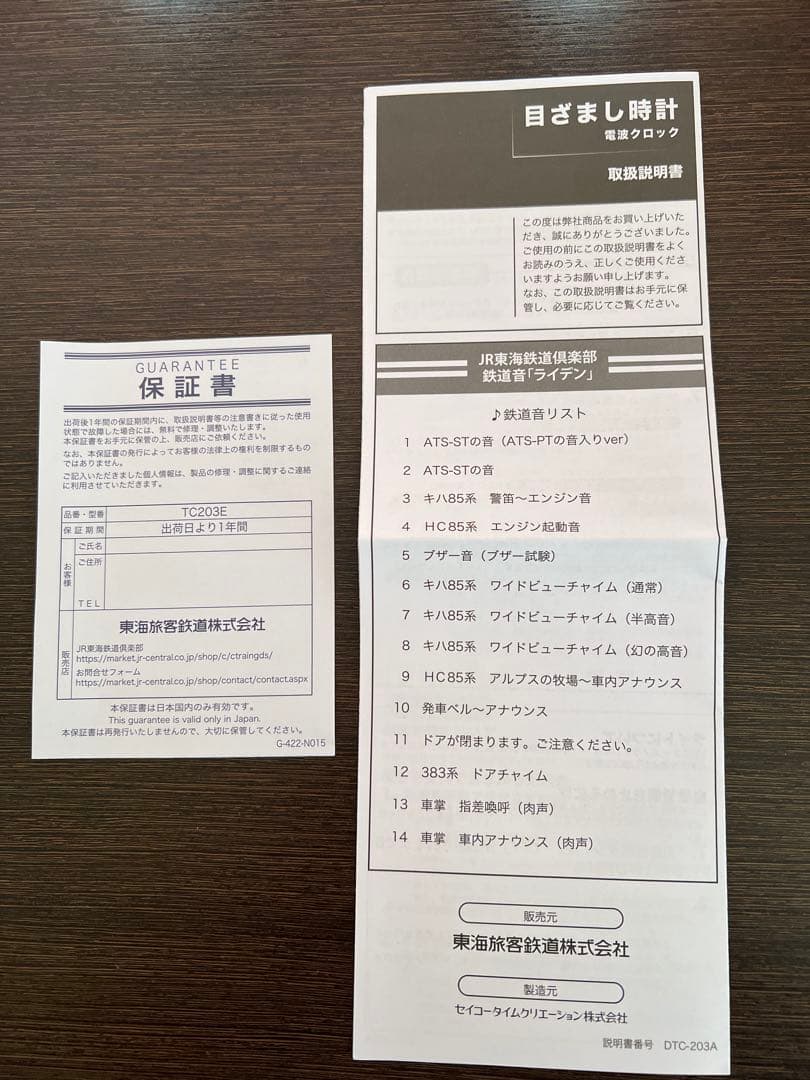 GUARANTEE
保証書
出荷後1年間の保証期間内に、取扱説明書等の注意書きに従った使用
状態で故障した場合には、無料で修理・調整いたします。
本保証書をお手元に保管の上、販売店にご依頼ください。
なお、本保証書の発行によってお客様の法律上の権利を制限するもの
ではありません。
ご記入いただきました個人情報は、製品の修理・調整に関するご連絡
に利用させていただきます。
品番・型番 TC203E
保証期間 出荷日より1年間
お客様
ご氏名
ご住所
TEL
販売店
東海旅客鉄道株式会社
JR東海鉄道倶楽部
https://market.jr-central.co.jp/shop/c/ctraingds/
お問合せフォーム
https://market.jr-central.co.jp/shop/contact/contact.aspx
本保証書は日本国内のみ有効です。
This guarantee is valid only in Japan.
本保証書は再発行いたしませんので、大切に保管してください。
G-422-N015
目ざまし時計
電波クロック
取扱説明書
この度は弊社商品をお買い上げいた
だき、誠にありがとうございました。
ご使用の前にこの取扱説明書をよく
お読みのうえ、正しくご使用くださ
いますようお願い申し上げます。
なお、この取扱説明書はお手元に保
管し、必要に応じてご覧ください。
JR東海鉄道倶楽部
鉄道音「ライデン」
♪鉄道音リスト
1 ATS-STの音（ATS-PTの音入りver）
2 ATS-STの音
3 キハ85系 警笛～エンジン音
4 HC85系 エンジン起動音
5 ブザー音（ブザー試験）
6 キハ85系 ワイドビューチャイム（通常）
7 キハ85系 ワイドビューチャイム（半高音）
8 キハ85系 ワイドビューチャイム（幻の高音）
9 HC85系 アルプスの牧場～車内アナウンス
10 発車ベル～アナウンス
11 ドアが閉まります。ご注意ください。
12 383系 ドアチャイム
13 車掌 指差喚呼（肉声）
14 車掌 車内アナウンス（肉声）
販売元
東海旅客鉄道株式会社
製造元
セイコータイムクリエーション株式会社
説明書番号 DTC-203A